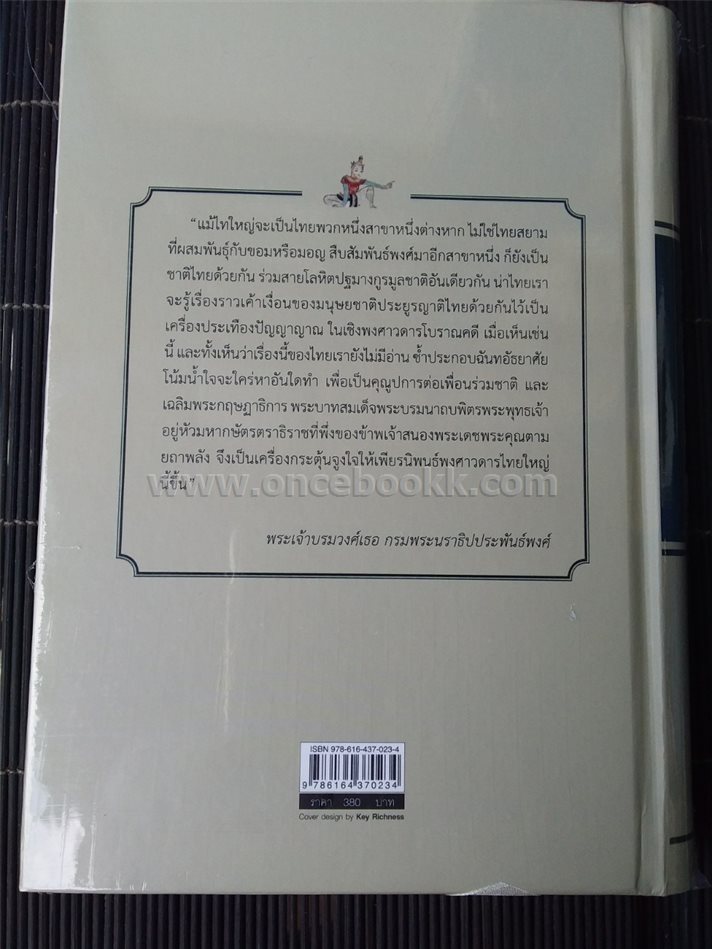 “แม้ไทใหญ่จะเป็นไทยพวกหนึ่งสาขาหนึ่งต่างหาก ไม่ใช่ไทยสยาม
ที่ผสมพันธุ์กับขอมหรือมอญ สืบสัมพันธ์พงศ์มาอีกสาขาหนึ่ง ก็ยังเป็น
ชาติไทยด้วยกัน ร่วมสายโลหิตปฐมางกูรมูลชาติอันเดียวกัน น่าไทยเรา
จะรู้เรื่องราวเค้าเงื่อนของมนุษยชาติประยูรญาติไทยด้วยกันไว้เป็น
เครื่องประเทืองปัญญาญาณ ในเชิงพงศาวดารโบราณคดี เมื่อเห็นเช่น
นี้ และทั้งเห็นว่าเรื่องนี้ของไทยเรายังไม่มีอ่าน ซ้ำประกอบฉันทอัธยาศัย
โน้มน้ำใจจะใคร่หาอันใดทำ เพื่อเป็นคุณูปการต่อเพื่อนร่วมชาติ และ
เฉลิมพระกฤษฎาธิการ พระบาทสมเด็จพระบรมนาถบพิตรพระพุทธเจ้า
อยู่หัวมหากษัตรตราธิราชที่พึ่งของข้าพเจ้าสนองพระเดชพระคุณตาม
ยถาพลัง จึงเป็นเครื่องกระตุ้นจูงใจให้เพียรนิพนธ์พงศาวดารไทยใหญ่
นี้ขึ้น”
www.oncebookk.com
พระเจ้าบรมวงศ์เธอ กรมพระนราธิปประพันธ์พงศ์
ISBN 978-616-437-023-4
9 786164 370234
ราคา 380 บาท
Cover design by Key Richness